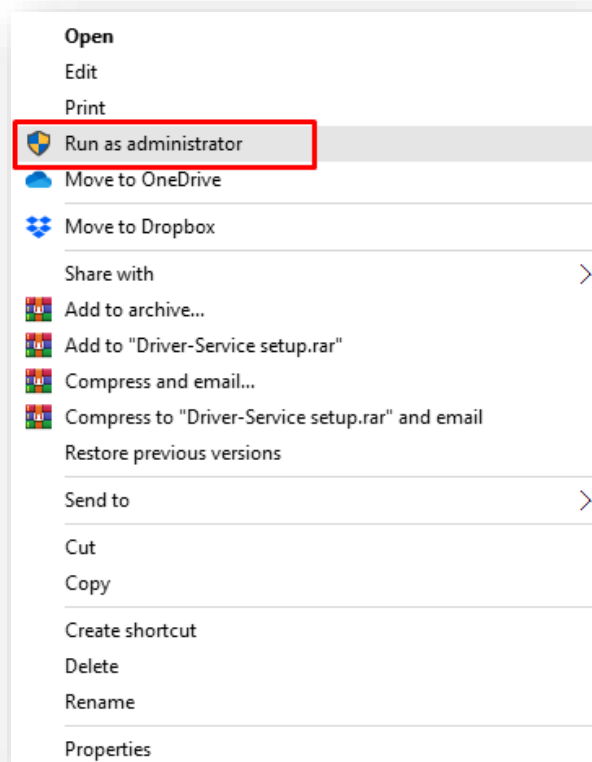 Open
Edit
Print
Run as administrator
Move to OneDrive
Move to Dropbox
Share with
Add to archive...
Add to "Driver-Service setup.rar"
Compress and email...
Compress to "Driver-Service setup.rar" and email
Restore previous versions
Send to
Cut
Copy
Create shortcut
Delete
Rename
Properties